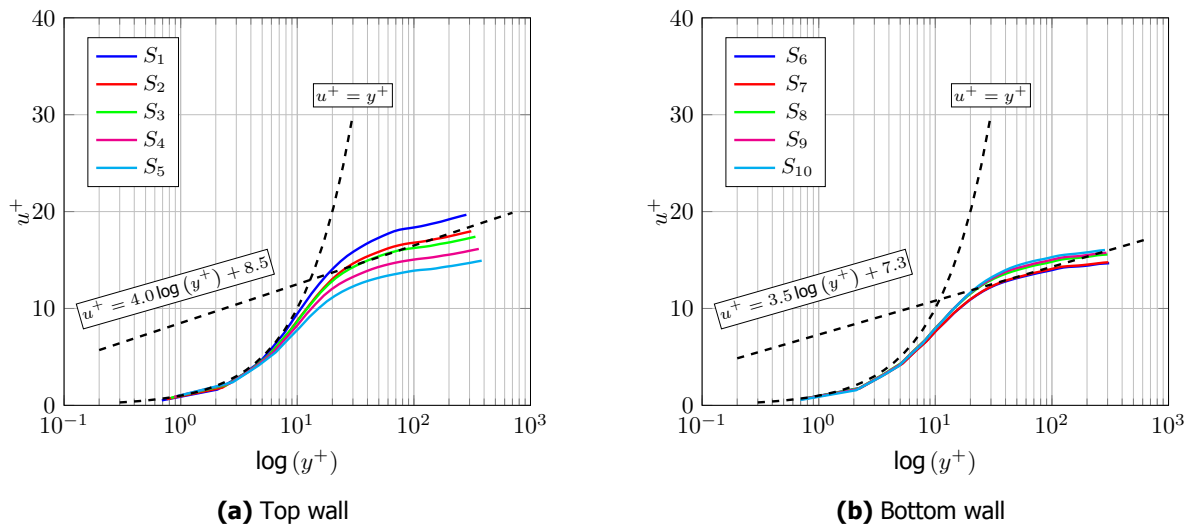 40
30
20
10
0
u⁺
S₁
S₂
S₃
S₄
S₅
u⁺ = y⁺
u⁺ = 4.0 log (y⁺) + 8.5
10⁻¹ 10⁰ 10¹ 10² 10³
log (y⁺)
(a) Top wall
40
30
20
10
0
u⁺
S₆
S₇
S₈
S₉
S₁₀
u⁺ = y⁺
u⁺ = 3.5 log (y⁺) + 7.3
10⁻¹ 10⁰ 10¹ 10² 10³
log (y⁺)
(b) Bottom wall